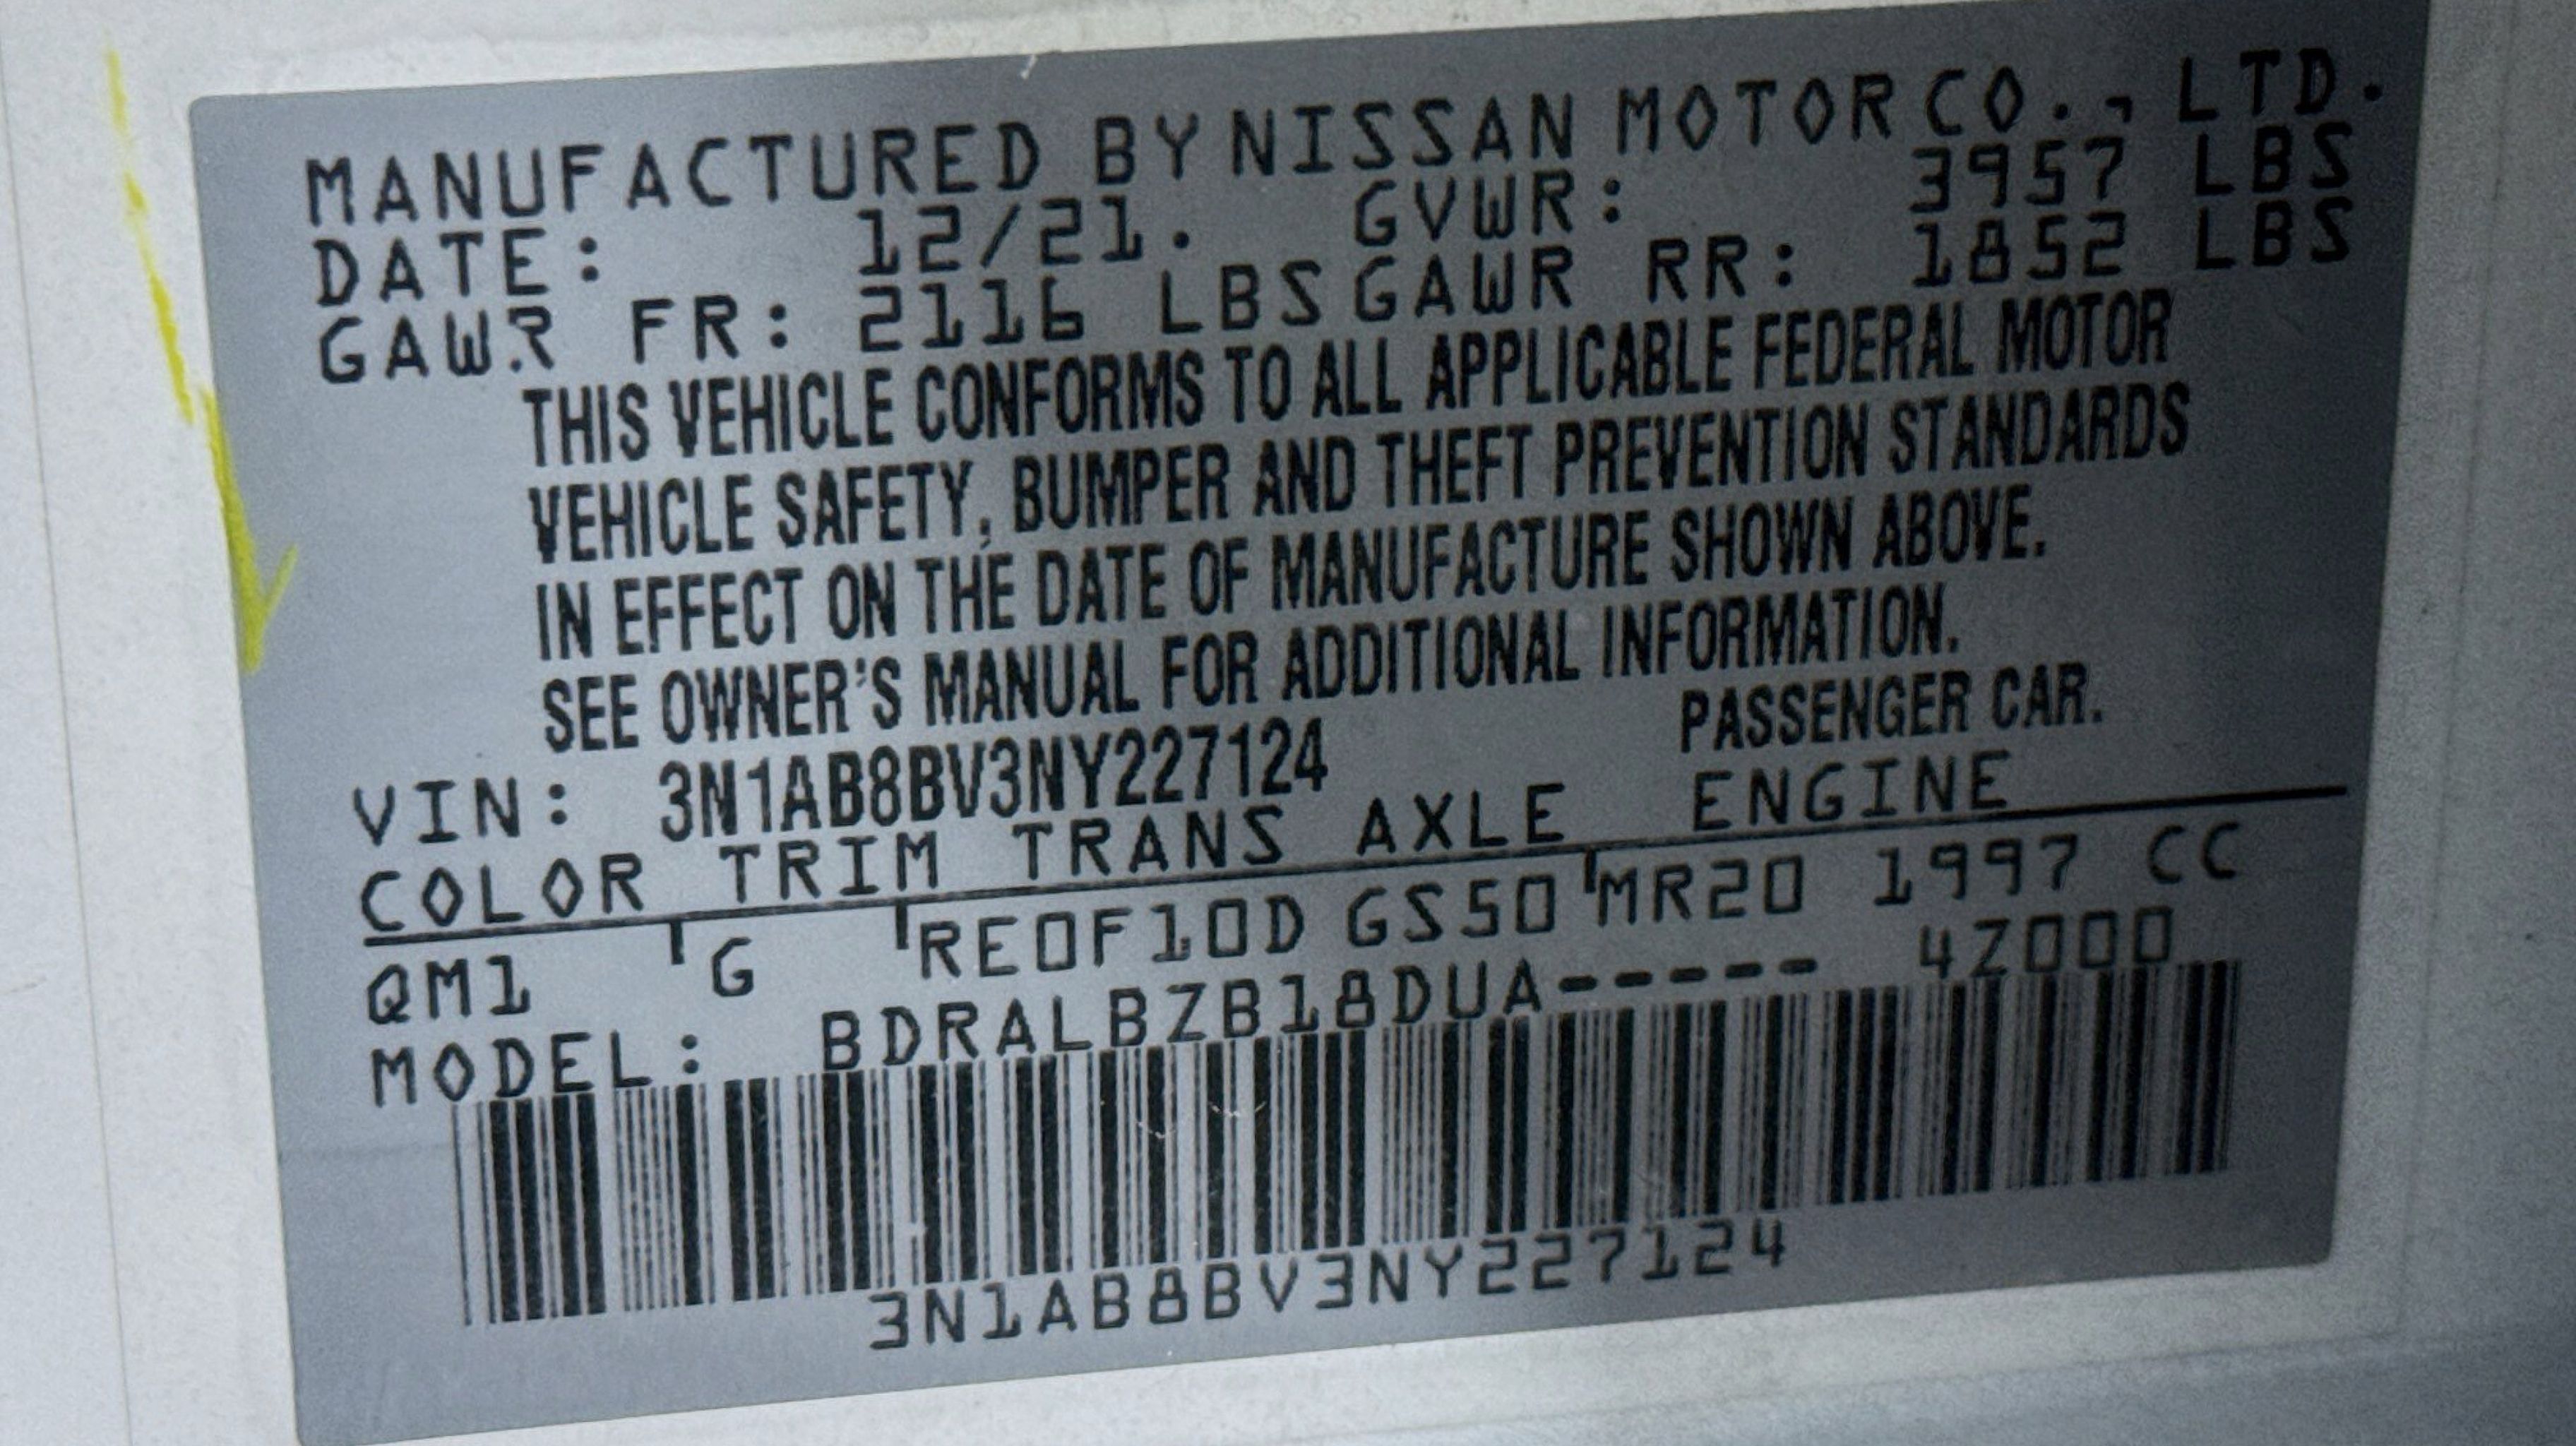 MANUFACTURED BY NISSAN MOTOR CO., LTD.
DATE: 12/21. GVWR: 3957 LBS
GAWR FR: 2116 LBS GAWR RR: 1852 LBS
THIS VEHICLE CONFORMS TO ALL APPLICABLE FEDERAL MOTOR
VEHICLE SAFETY, BUMPER AND THEFT PREVENTION STANDARDS
IN EFFECT ON THE DATE OF MANUFACTURE SHOWN ABOVE.
SEE OWNER'S MANUAL FOR ADDITIONAL INFORMATION.
VIN: 3N1AB8BV3NY227124 PASSENGER CAR.
COLOR TRIM TRANS AXLE ENGINE
QM1 G RE0F10D GS50 MR20 1997 CC
MODEL: BDRALBZB18DUA----- 4Z000
3N1AB8BV3NY227124